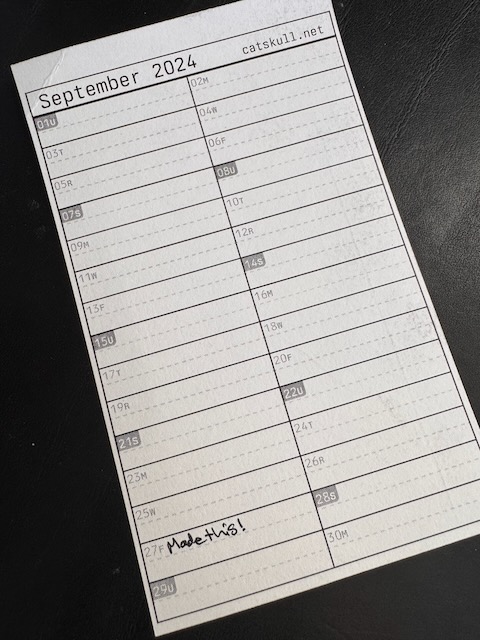 September 2024 catskull.net
01U 02M
03T 04W
05R 06F
07S 08U
09M 10T
11W 12R
13F 14S
15U 16M
17T 18W
19R 20F
21S 22U
23M 24T
25W 26R
27F Made this! 28S
29U 30M